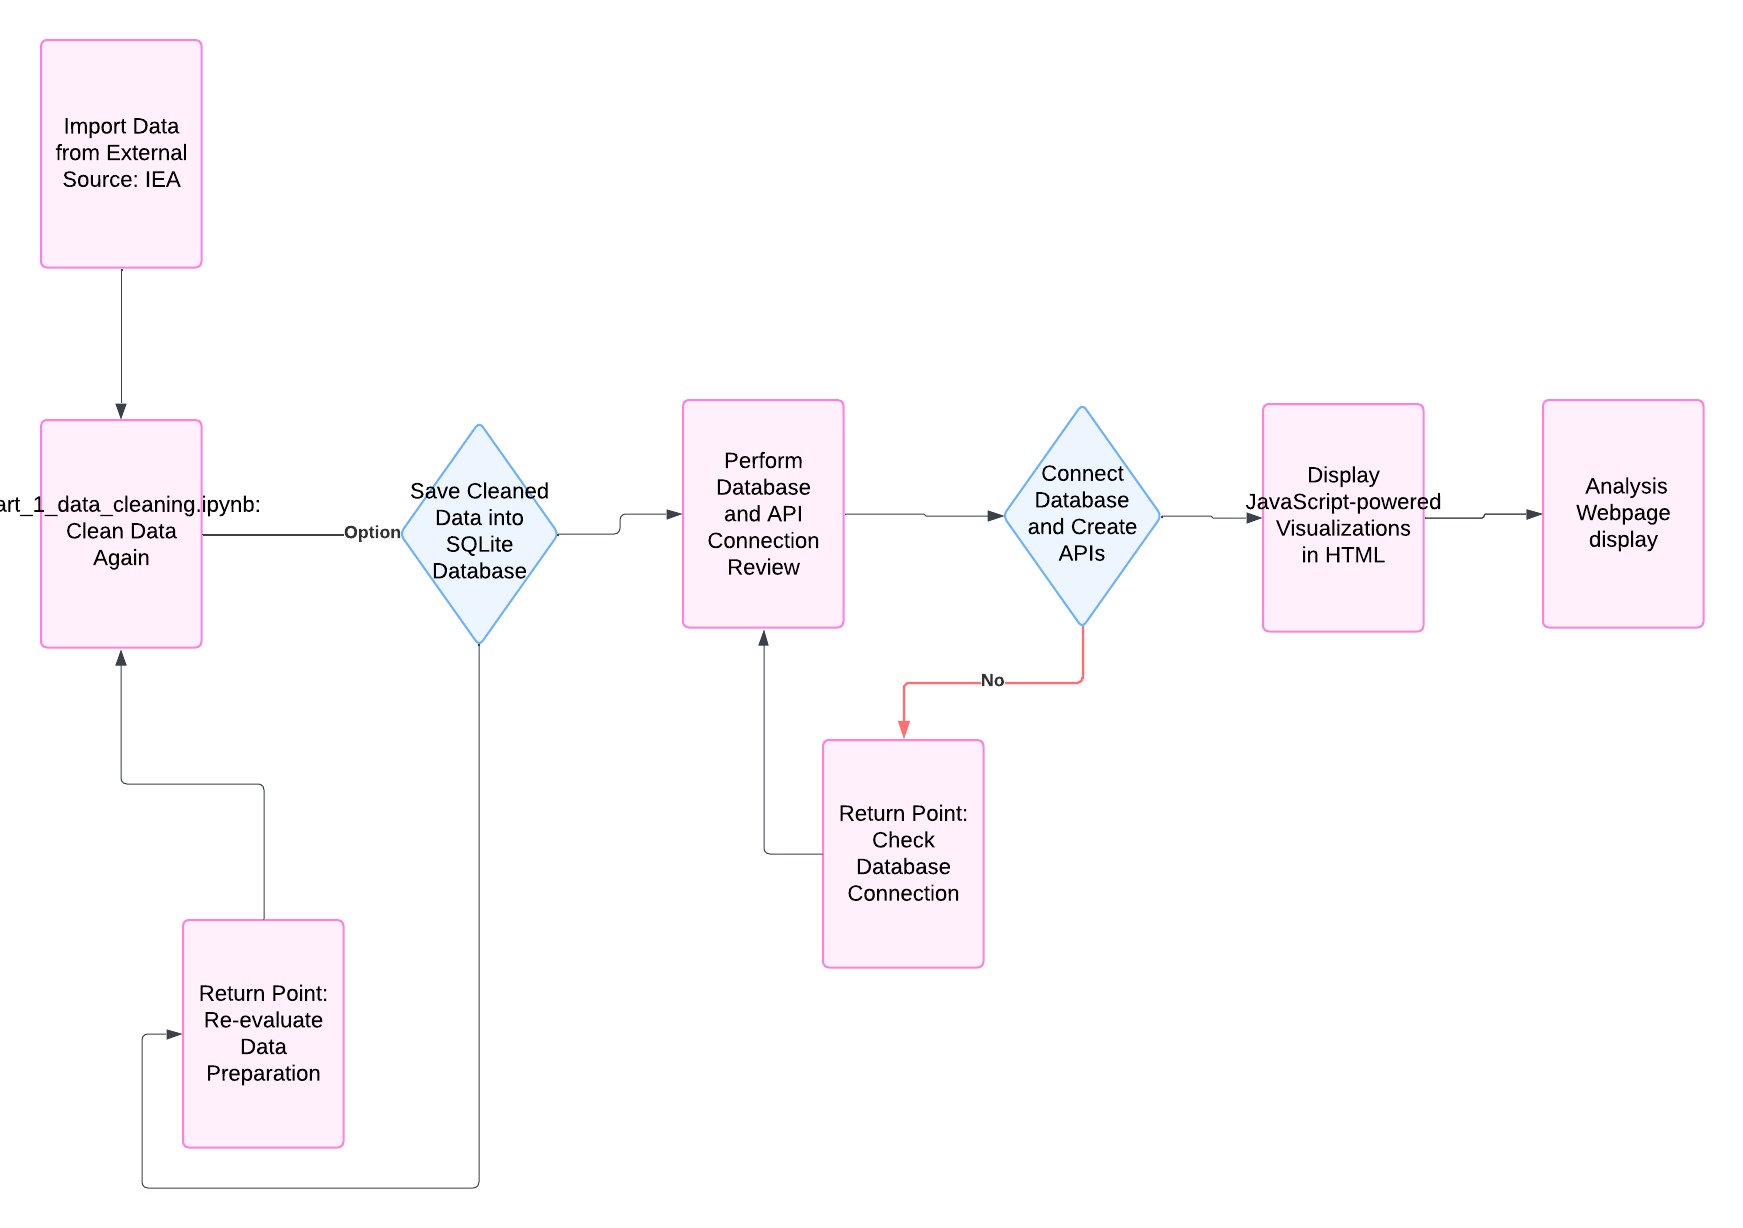 Import Data
from External
Source: IEA
art_1_data_cleaning.ipynb:
Clean Data
Again
Option
Save Cleaned
Data into
SQLite
Database
Perform
Database
and API
Connection
Review
Connect
Database
and Create
APIs
Display
JavaScript-powered
Visualizations
in HTML
Analysis
Webpage
display
No
Return Point:
Check
Database
Connection
Return Point:
Re-evaluate
Data
Preparation